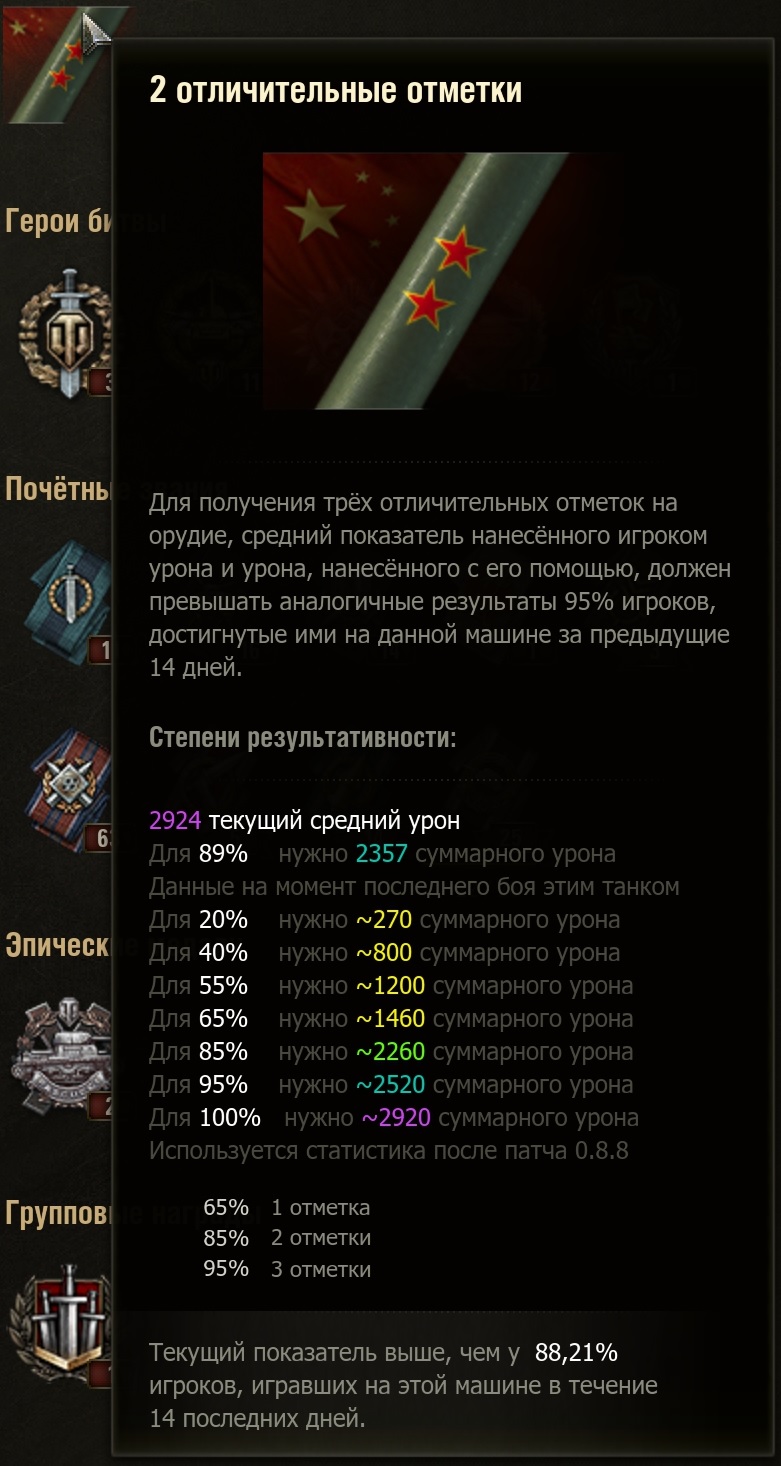 2 отличительные отметки
Герои битвы
Почётны
Для получения трёх отличительных отметок на
орудие, средний показатель нанесённого игроком
урона и урона, нанесённого с его помощью, должен
превышать аналогичные результаты 95% игроков,
достигнутые ими на данной машине за предыдущие
14 дней.
Степени результативности:
2924 текущий средний урон
Для 89% нужно 2357 суммарного урона
Данные на момент последнего боя этим танком
Для 20% нужно ~270 суммарного урона
Для 40% нужно ~800 суммарного урона
Эпическ
Для 55% нужно ~1200 суммарного урона
Для 65% нужно ~1460 суммарного урона
Для 85% нужно ~2260 суммарного урона
Для 95% нужно ~2520 суммарного урона
Для 100% нужно ~2920 суммарного урона
Используется статистика после патча 0.8.8
Групповые награды
65% 1 отметка
85% 2 отметки
95% 3 отметки
Текущий показатель выше, чем у 88,21%
игроков, игравших на этой машине в течение
14 последних дней.